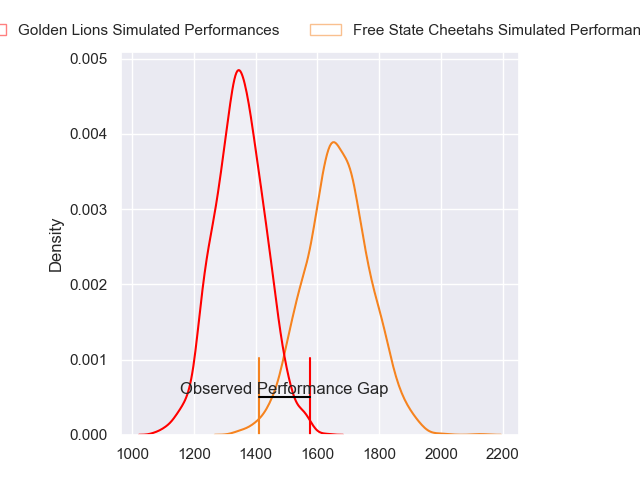 Golden Lions Simulated Performances
Free State Cheetahs Simulated Performan
0.005
0.004
0.003
0.002
0.001
0.000
Density
Observed Performance Gap
1000 1200 1400 1600 1800 2000 2200